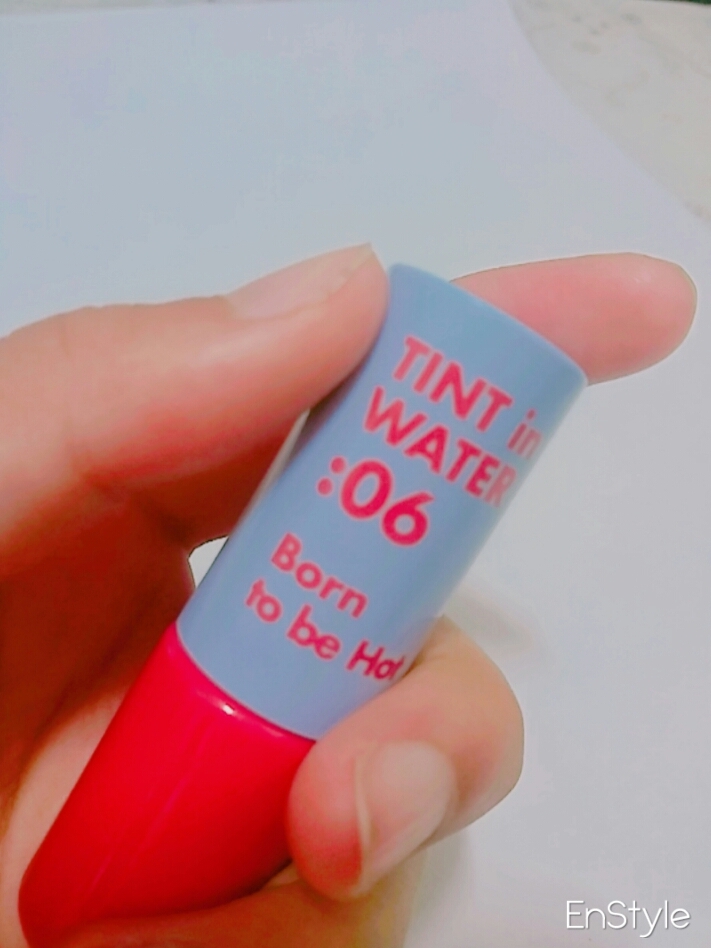 TINT in
WATER
:06
Born
to be Hot
EnStyle